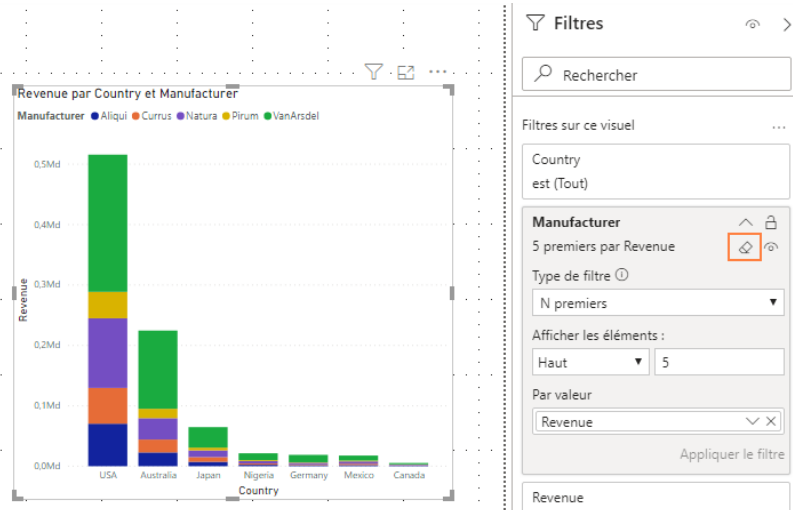 Revenue par Country et Manufacturer
Manufacturer Aliqui Currus Natura Pirum VanArsdel
0,5Md
0,4Md
0,3Md
0,2Md
0,1Md
0,0Md
Revenue
USA Australia Japan Nigeria Germany Mexico Canada
Country
Filtres
Rechercher
Filtres sur ce visuel
Country
est (Tout)
Manufacturer
5 premiers par Revenue
Type de filtre
N premiers
Afficher les éléments :
Haut 5
Par valeur
Revenue
Appliquer le filtre
Revenue